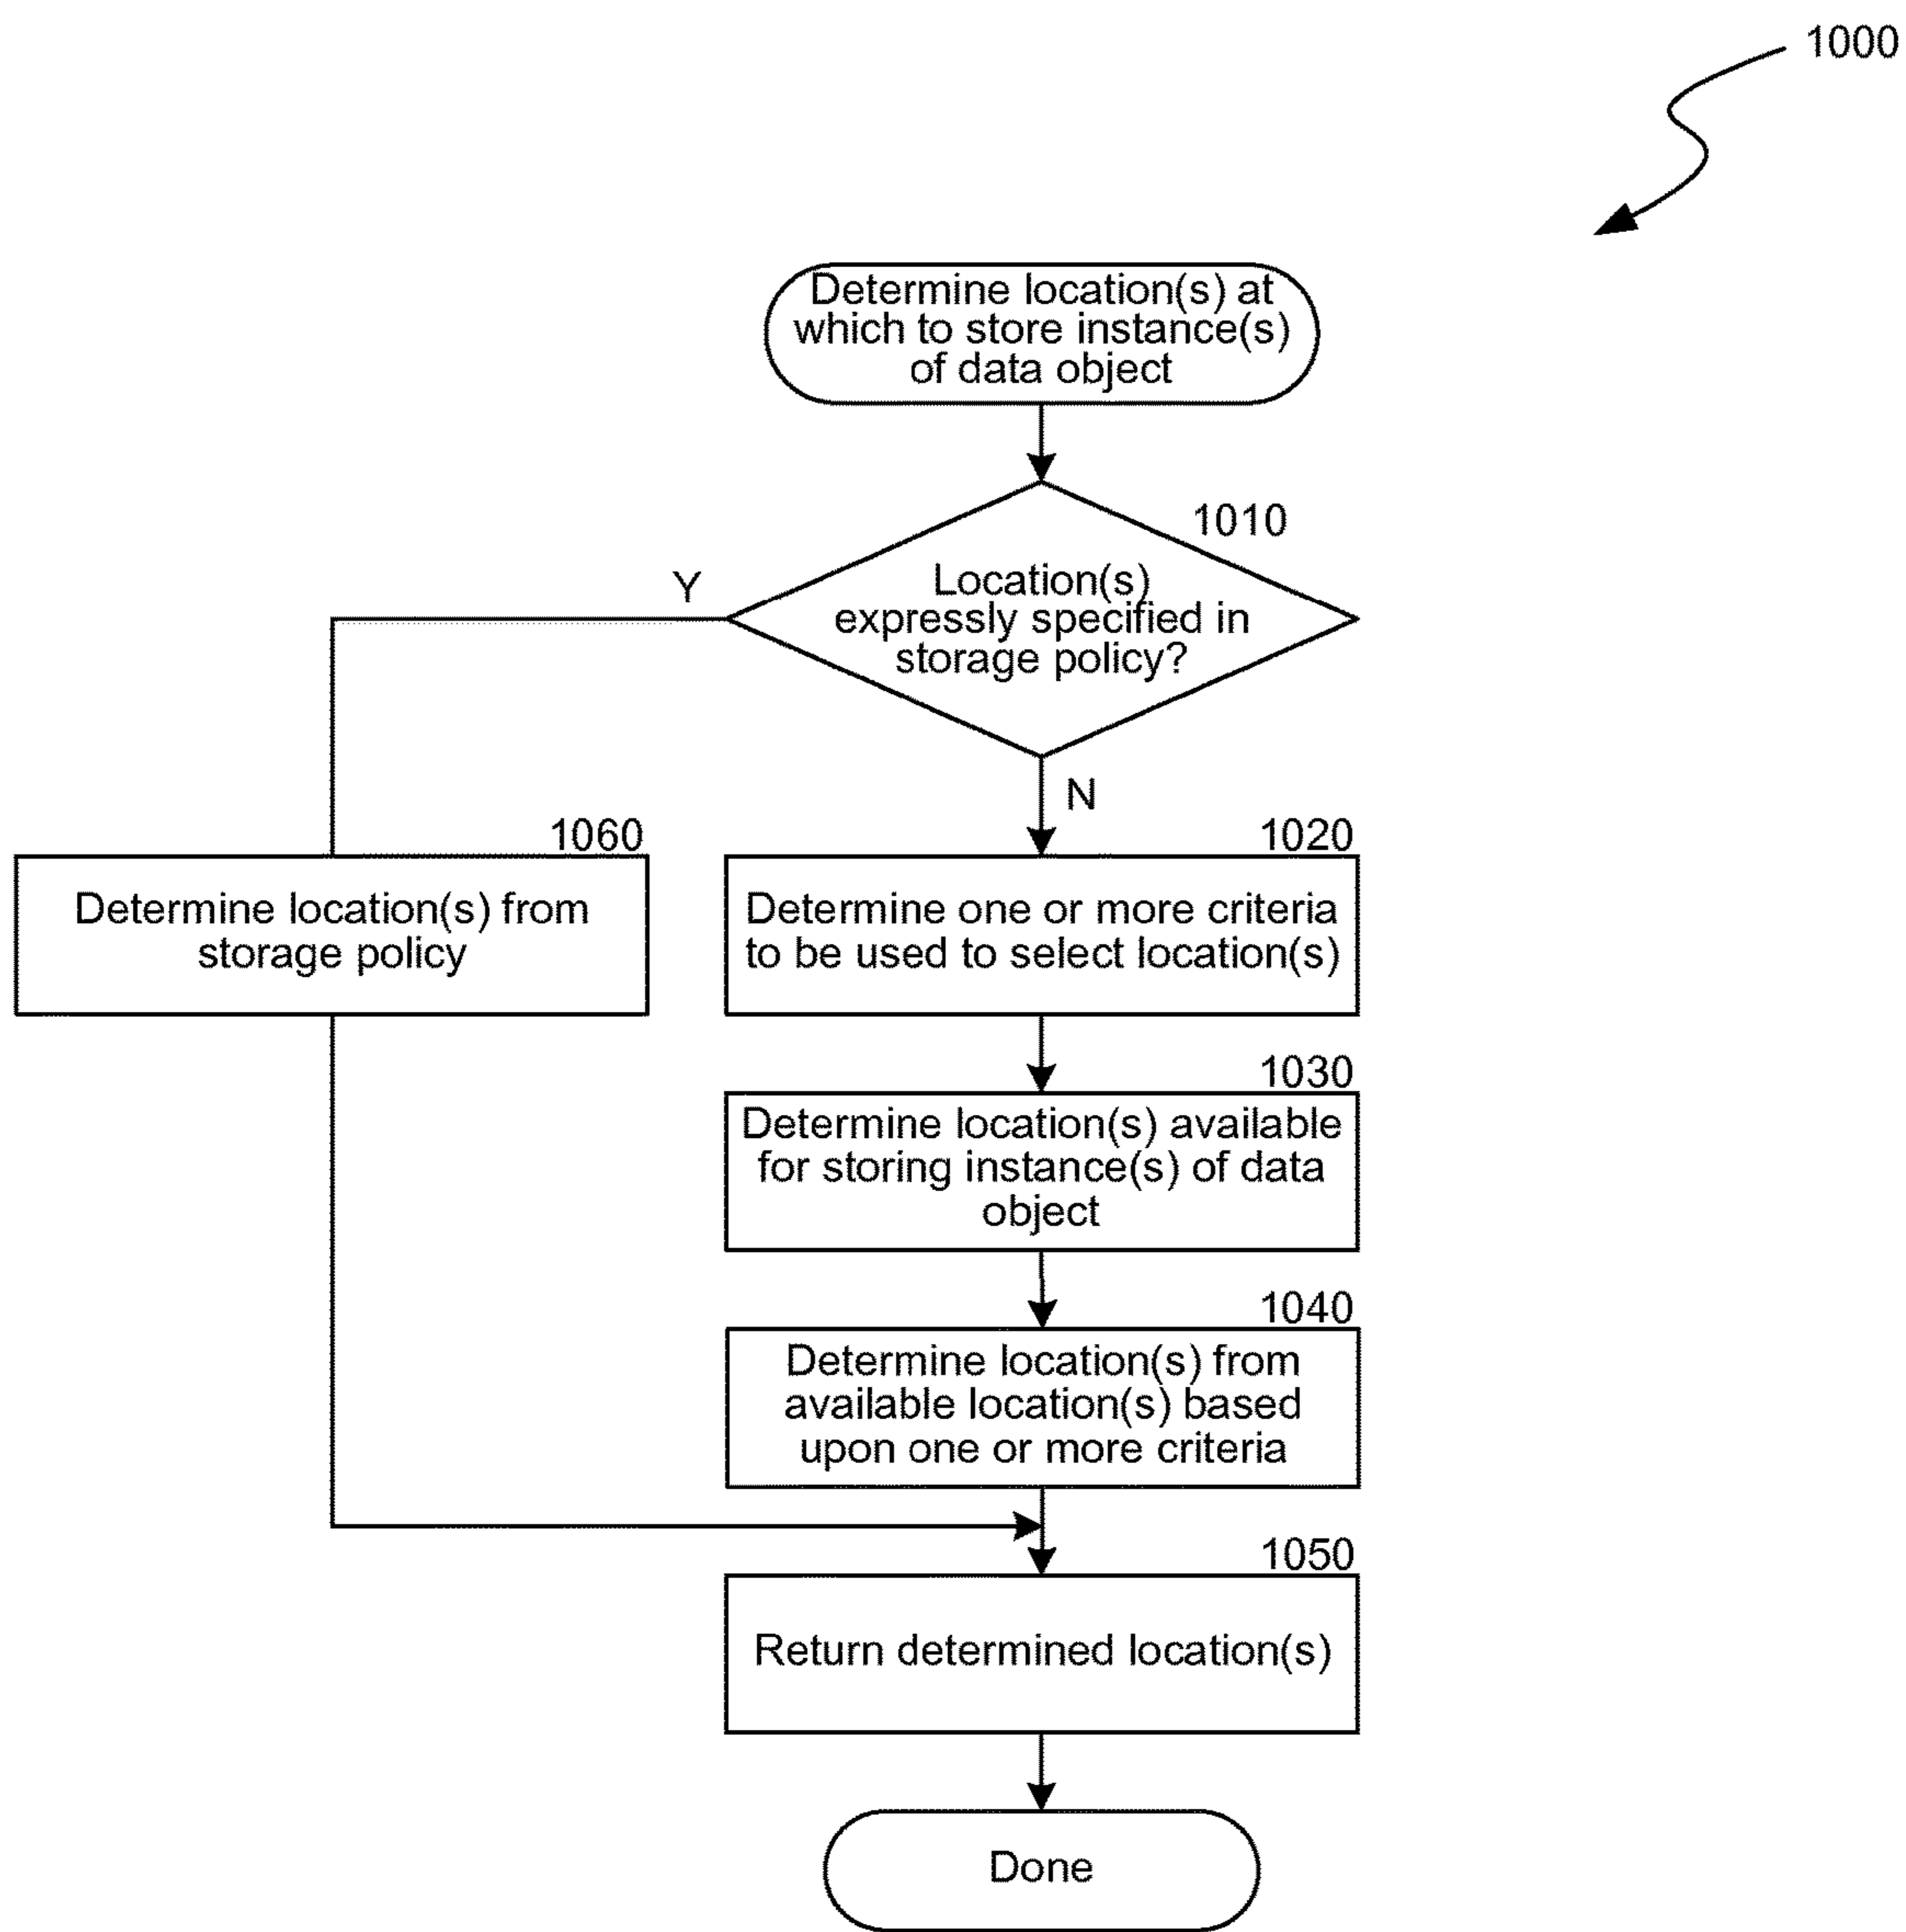 1000
Determine location(s) at
which to store instance(s)
of data object
1010
Location(s)
expressly specified in
storage policy?
Y
N
1060
Determine location(s) from
storage policy
1020
Determine one or more criteria
to be used to select location(s)
1030
Determine location(s) available
for storing instance(s) of data
object
1040
Determine location(s) from
available location(s) based
upon one or more criteria
1050
Return determined location(s)
Done